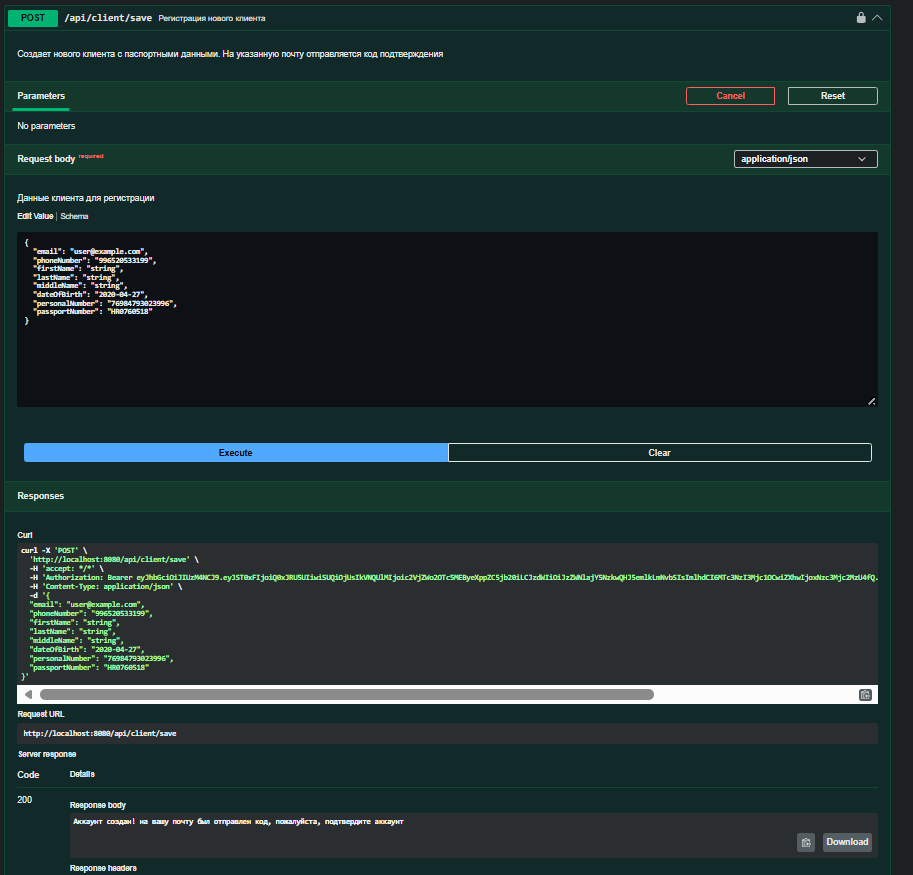 POST /api/client/save Регистрация нового клиента
Создает нового клиента с паспортными данными. На указанную почту отправляется код подтверждения
Parameters
Cancel
Reset
No parameters
Request body required
application/json
Данные клиента для регистрации
Edit Value | Schema
{
"email": "user@example.com",
"phoneNumber": "996520533199",
"firstName": "string",
"lastName": "string",
"middleName": "string",
"dateOfBirth": "2020-04-27",
"personalNumber": "76984793023996",
"passportNumber": "HR0760518"
}
Execute
Clear
Responses
Curl
curl -X 'POST' \
'http://localhost:8080/api/client/save' \
-H 'accept: */*' \
-H 'Authorization: Bearer
-H 'Content-Type: application/json' \
-d '{
"email": "user@example.com",
"phoneNumber": "996520533199",
"firstName": "string",
"lastName": "string",
"middleName": "string",
"dateOfBirth": "2020-04-27",
"personalNumber": "76984793023996",
"passportNumber": "HR0760518"
}'
Request URL
http://localhost:8080/api/client/save
Server response
Code Details
200
Response body
Аккаунт создан! на вашу почту был отправлен код, пожалуйста, подтвердите аккаунт
Download
Response headers